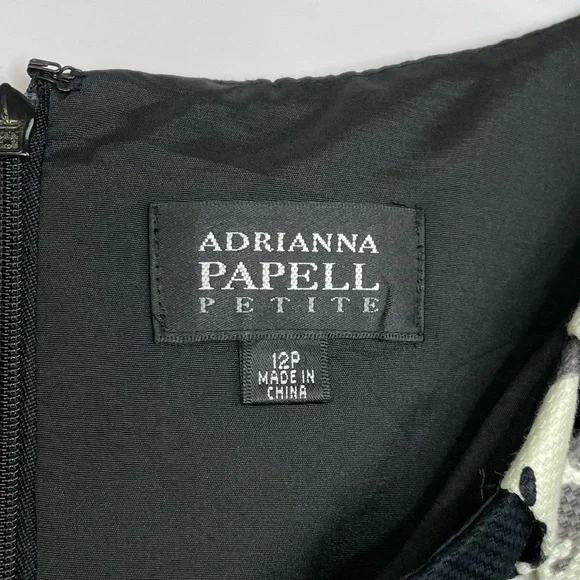 ADRIANNA
PAPELL
PETITE
12P
MADE IN
CHINA